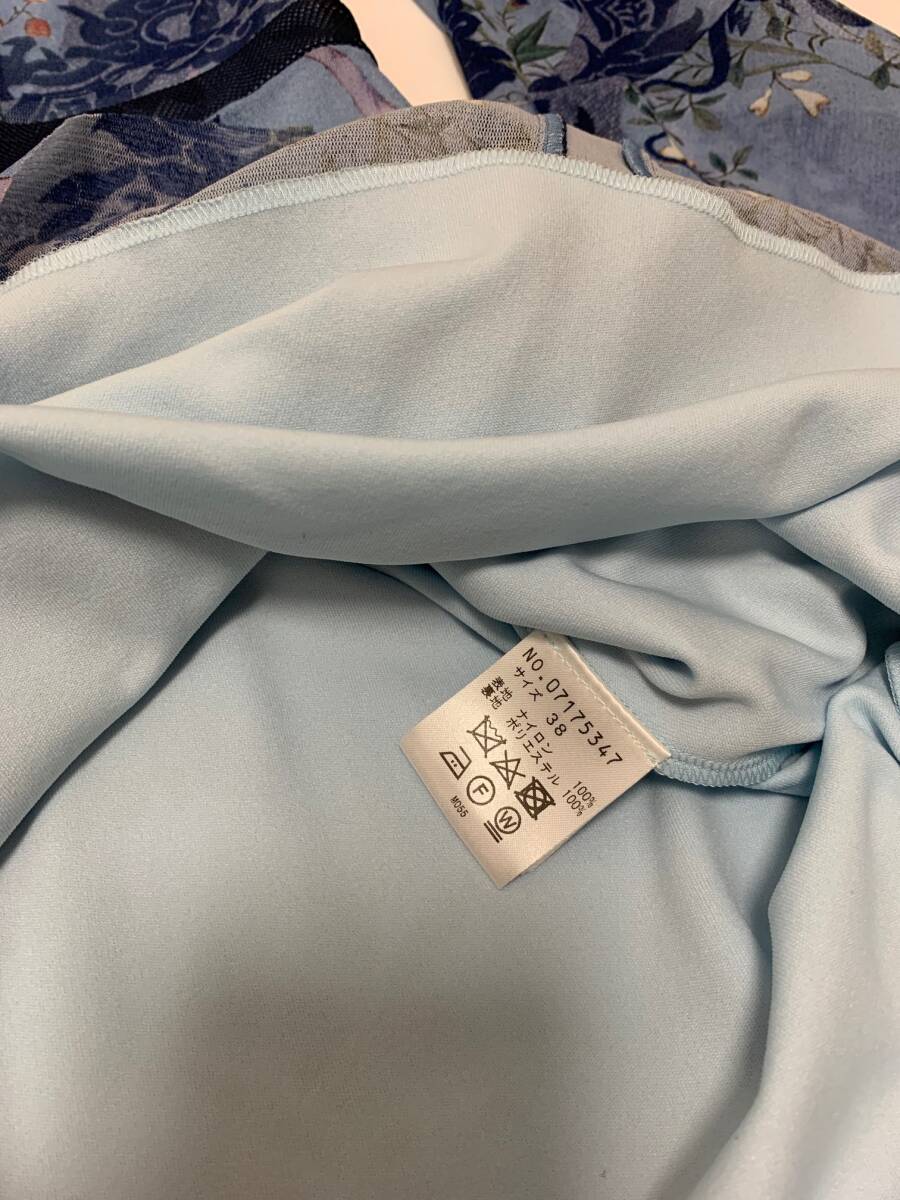 NO.07175347
サイズ 38
表地 ナイロン 100%
裏地 ポリエステル 100%
F
W
M055